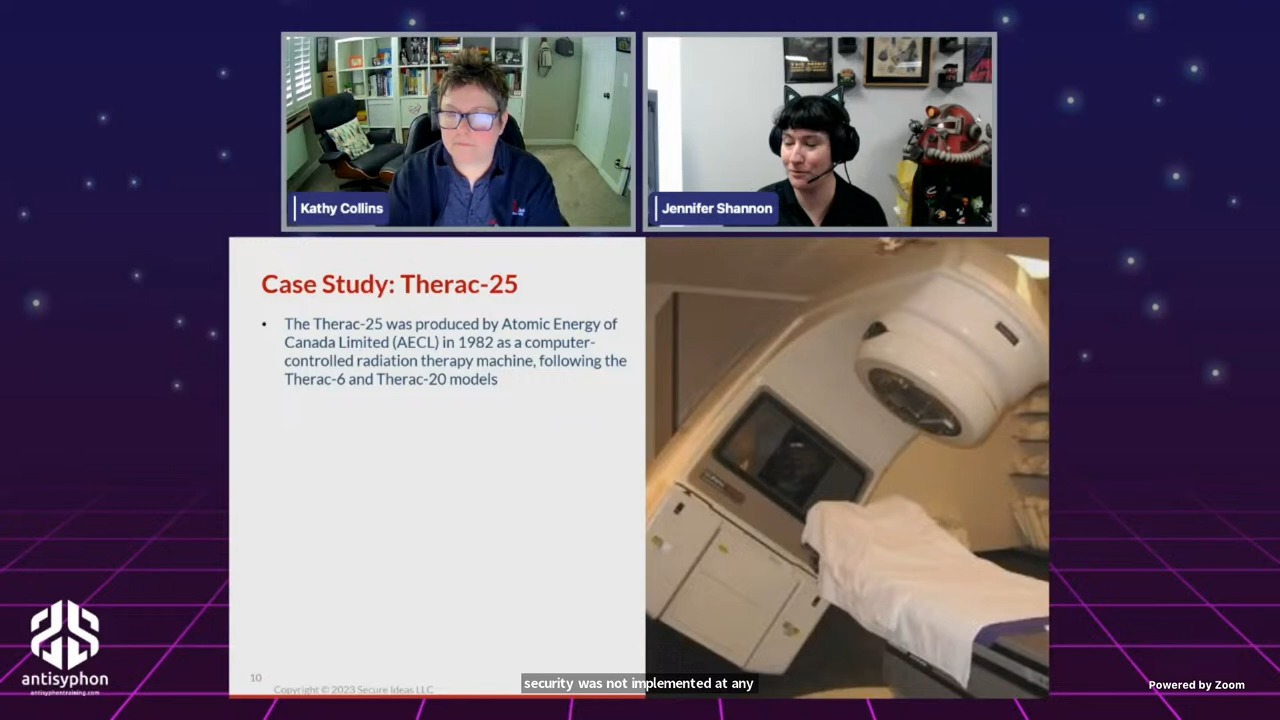 Kathy Collins
Jennifer Shannon
Case Study: Therac-25
• The Therac-25 was produced by Atomic Energy of
Canada Limited (AECL) in 1982 as a computer-
controlled radiation therapy machine, following the
Therac-6 and Therac-20 models
10
Copyright © 2023 Secure Ideas LLC
security was not implemented at any
antisyphon
antisyphontraining.com
Powered by Zoom